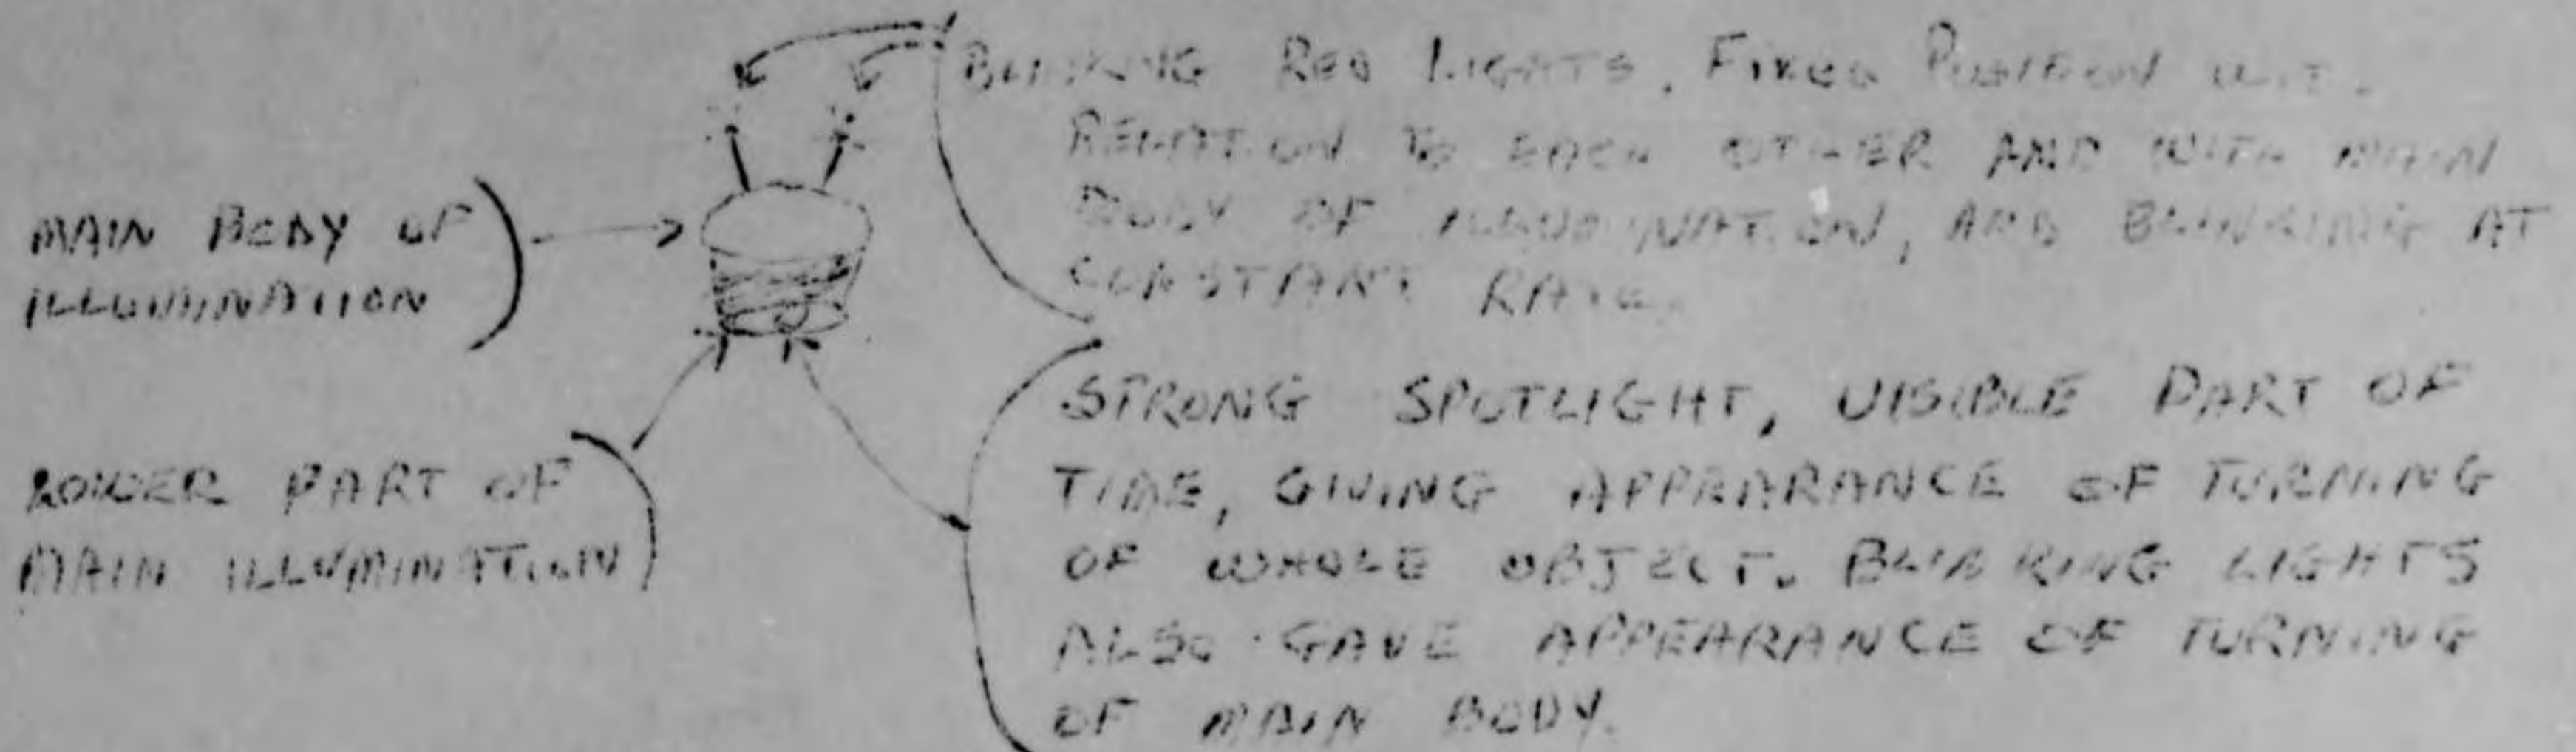 BLINKING RED LIGHTS. FIXED POSITION WIT.
RELATION TO EACH OTHER AND WITH MAIN
BODY OF ILLUMINATION, AND BLINKING AT
CONSTANT RATE.
MAIN BODY OF
ILLUMINATION
STRONG SPOTLIGHT, VISIBLE PART OF
TIME, GIVING APPEARANCE OF TURNING
OF WHOLE OBJECT. BLINKING LIGHTS
ALSO GAVE APPEARANCE OF TURNING
OF MAIN BODY.
LOWER PART OF
MAIN ILLUMINATION